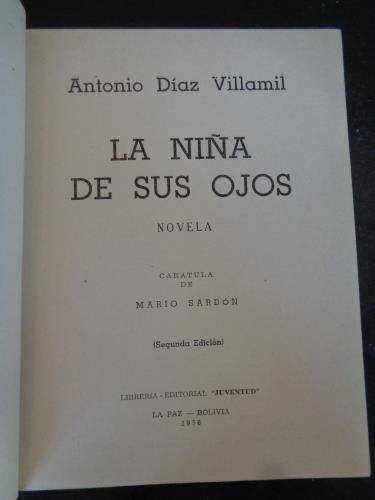 Antonio Díaz Villamil
LA NIÑA
DE SUS OJOS
NOVELA
CARATULA
DE
MARIO SARDÓN
(Segunda Edición)
LIBRERIA - EDITORIAL "JUVENTUD"
LA PAZ — BOLIVIA
1956